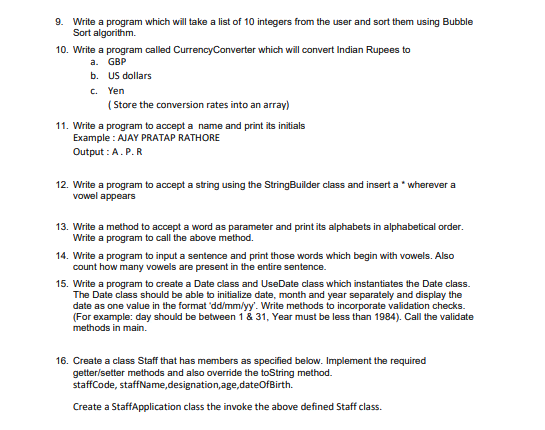 9. Write a program which will take a list of 10 integers from the user and sort them using Bubble
Sort algorithm.
10. Write a program called CurrencyConverter which will convert Indian Rupees to
a. GBP
b. US dollars
c. Yen
( Store the conversion rates into an array)
11. Write a program to accept a name and print its initials
Example : AJAY PRATAP RATHORE
Output : A . P. R
12. Write a program to accept a string using the StringBuilder class and insert a * wherever a
vowel appears
13. Write a method to accept a word as parameter and print its alphabets in alphabetical order.
Write a program to call the above method.
14. Write a program to input a sentence and print those words which begin with vowels. Also
count how many vowels are present in the entire sentence.
15. Write a program to create a Date class and UseDate class which instantiates the Date class.
The Date class should be able to initialize date, month and year separately and display the
date as one value in the format 'dd/mm/yy'. Write methods to incorporate validation checks.
(For example: day should be between 1 & 31, Year must be less than 1984). Call the validate
methods in main.
16. Create a class Staff that has members as specified below. Implement the required
getter/setter methods and also override the toString method.
staffCode, staffName,designation,age,dateOfBirth.
Create a StaffApplication class the invoke the above defined Staff class.